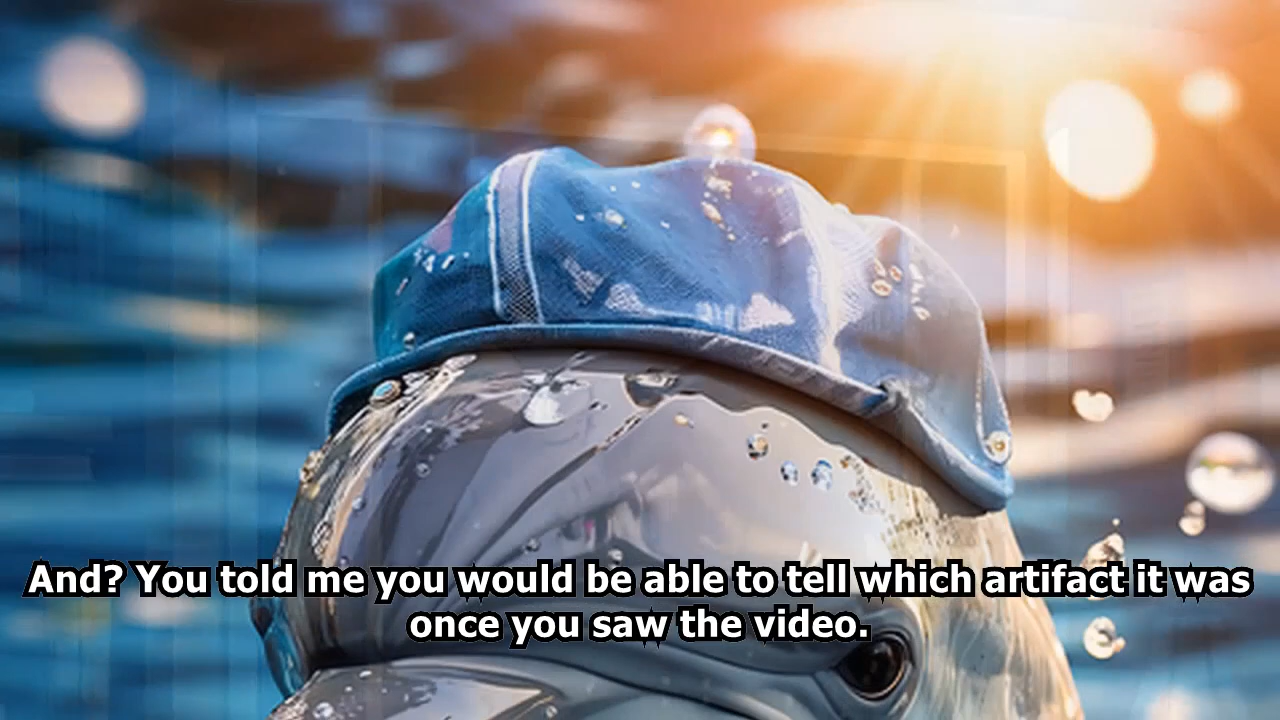 And? You told me you would be able to tell which artifact it was
once you saw the video.